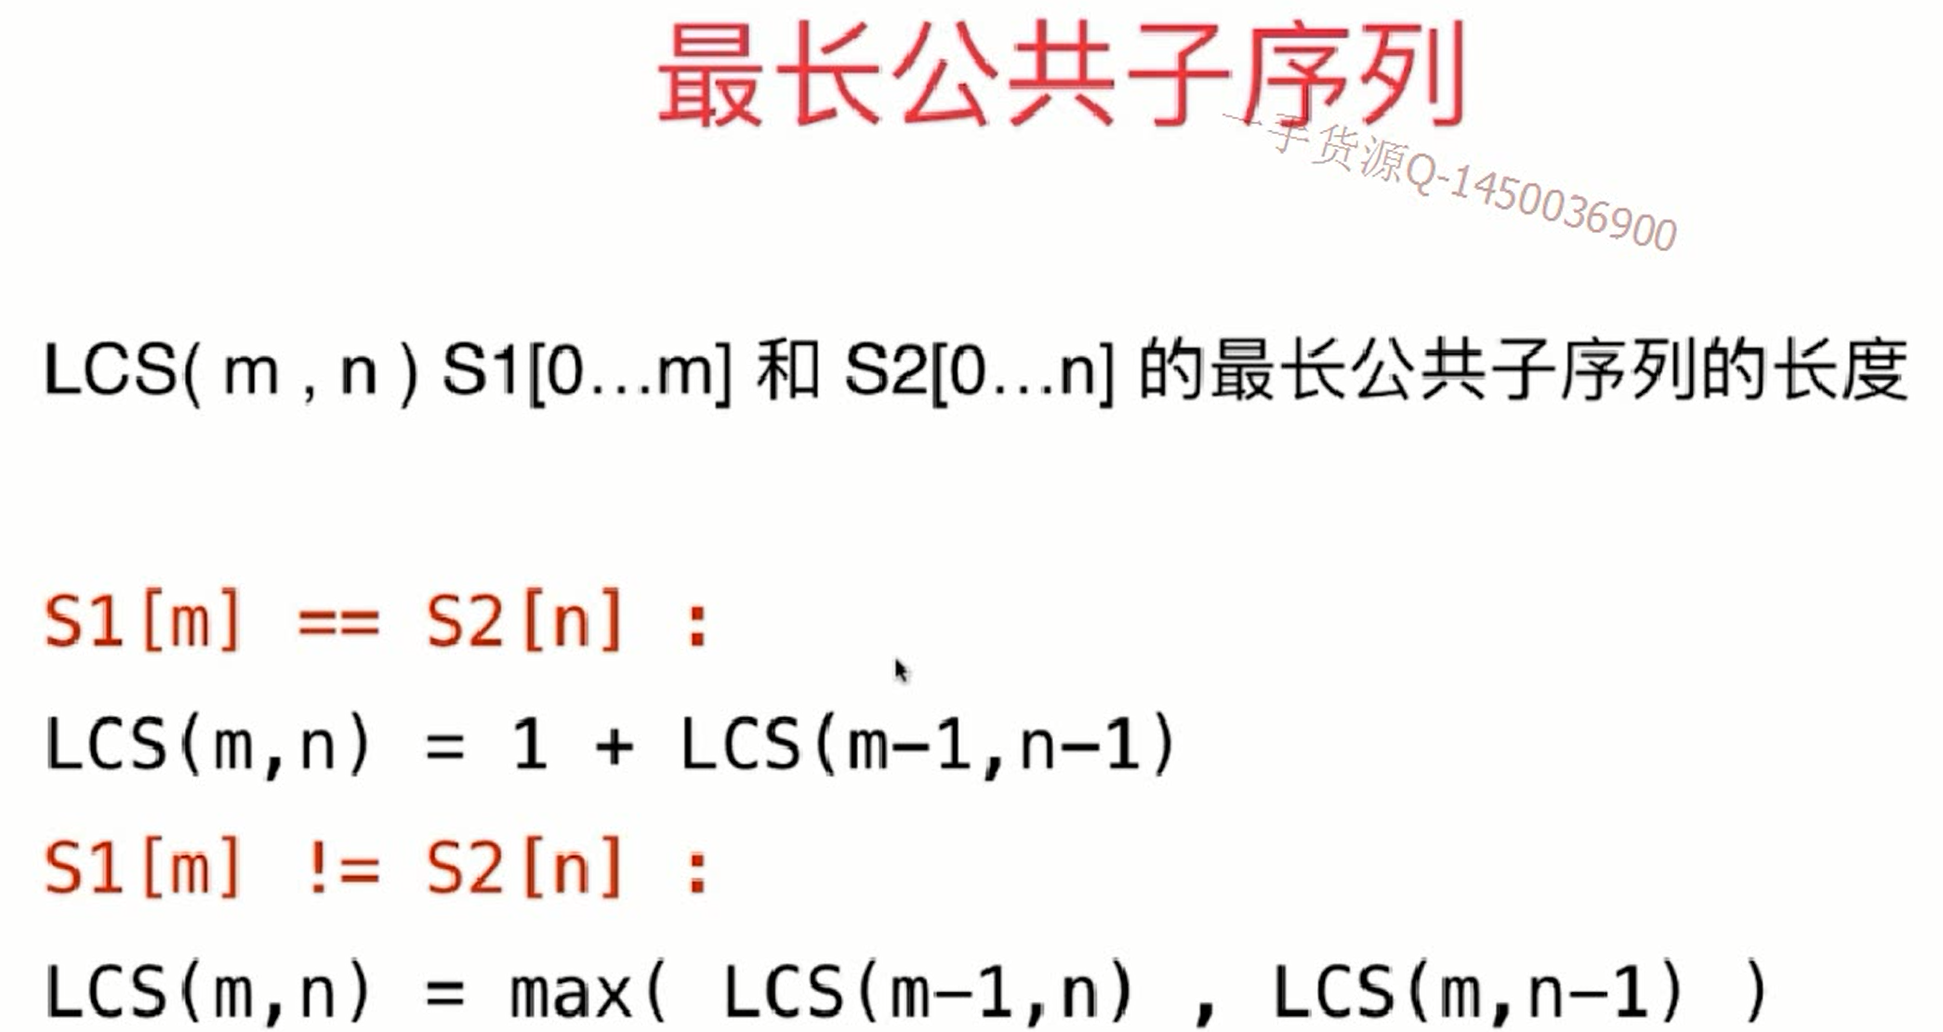 最长公共子序列
一手货源Q-1450036900
LCS( m , n ) S1[0...m] 和 S2[0...n] 的最长公共子序列的长度
S1[m] == S2[n] :
LCS(m,n) = 1 + LCS(m-1,n-1)
S1[m] != S2[n] :
LCS(m,n) = max( LCS(m-1,n) , LCS(m,n-1) )